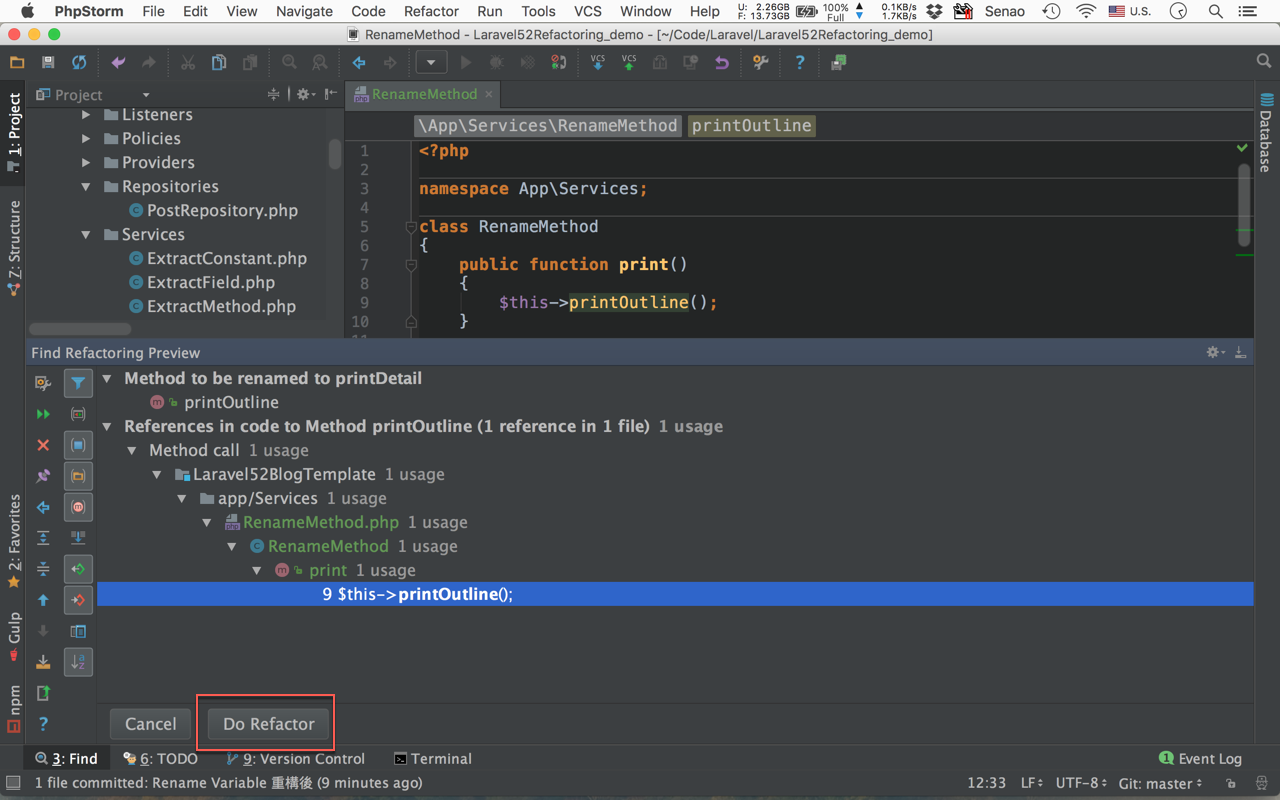 PhpStorm File Edit View Navigate Code Refactor Run Tools VCS Window Help U: 2.26GB F: 13.73GB 100% Full 0.1KB/s 1.7KB/s Senao U.S.
RenameMethod - Laravel52Refactoring_demo - [~/Code/Laravel/Laravel52Refactoring_demo]
VCS VCS ?
1: Project
7: Structure
2: Favorites
Gulp
npm
Project
Listeners
Policies
Providers
Repositories
PostRepository.php
Services
ExtractConstant.php
ExtractField.php
ExtractMethod.php
RenameMethod
\App\Services\RenameMethod printOutline
1 <?php
2
3 namespace App\Services;
4
5 class RenameMethod
6 {
7 public function print()
8 {
9 $this->printOutline();
10 }
Database
Find Refactoring Preview
Method to be renamed to printDetail
printOutline
References in code to Method printOutline (1 reference in 1 file) 1 usage
Method call 1 usage
Laravel52BlogTemplate 1 usage
app/Services 1 usage
RenameMethod.php 1 usage
RenameMethod 1 usage
print 1 usage
9 $this->printOutline();
Cancel Do Refactor
3: Find 6: TODO 9: Version Control Terminal 1 Event Log
1 file committed: Rename Variable 重構後 (9 minutes ago) 12:33 LF UTF-8 Git: master